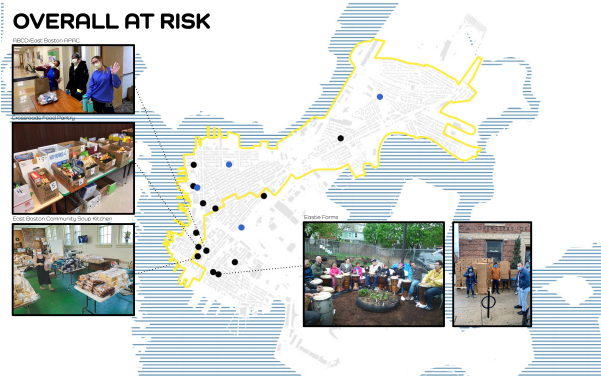 OVERALL AT RISK
ABCD/East Boston APAC
Crossroads Food Pantry
East Boston Community Soup Kitchen
Eastie Farms